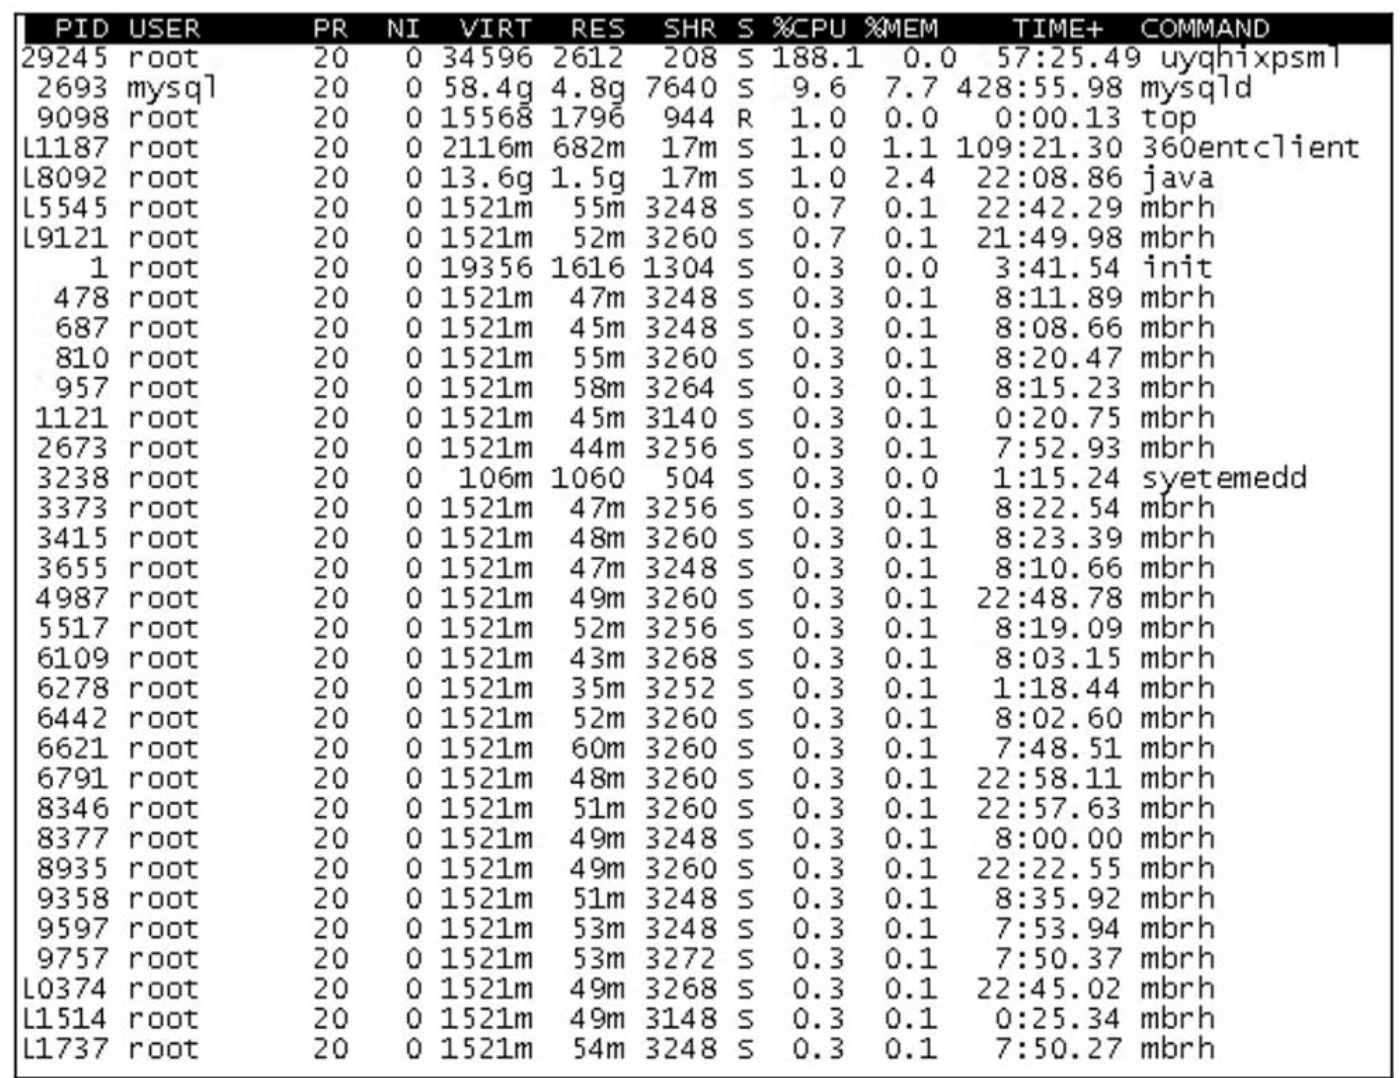 PID USER PR NI VIRT RES SHR S %CPU %MEM TIME+ COMMAND
29245 root 20 0 34596 2612 208 S 188.1 0.0 57:25.49 uyqhixpsml
2693 mysql 20 0 58.4g 4.8g 7640 S 9.6 7.7 428:55.98 mysqld
9098 root 20 0 15568 1796 944 R 1.0 0.0 0:00.13 top
11187 root 20 0 2116m 682m 17m S 1.0 1.1 109:21.30 360entclient
18092 root 20 0 13.6g 1.5g 17m S 1.0 2.4 22:08.86 java
15545 root 20 0 1521m 55m 3248 S 0.7 0.1 22:42.29 mbrh
19121 root 20 0 1521m 52m 3260 S 0.7 0.1 21:49.98 mbrh
1 root 20 0 19356 1616 1304 S 0.3 0.0 3:41.54 init
478 root 20 0 1521m 47m 3248 S 0.3 0.1 8:11.89 mbrh
687 root 20 0 1521m 45m 3248 S 0.3 0.1 8:08.66 mbrh
810 root 20 0 1521m 55m 3260 S 0.3 0.1 8:20.47 mbrh
957 root 20 0 1521m 58m 3264 S 0.3 0.1 8:15.23 mbrh
1121 root 20 0 1521m 45m 3140 S 0.3 0.1 0:20.75 mbrh
2673 root 20 0 1521m 44m 3256 S 0.3 0.1 7:52.93 mbrh
3238 root 20 0 106m 1060 504 S 0.3 0.0 1:15.24 syetemedd
3373 root 20 0 1521m 47m 3256 S 0.3 0.1 8:22.54 mbrh
3415 root 20 0 1521m 48m 3260 S 0.3 0.1 8:23.39 mbrh
3655 root 20 0 1521m 47m 3248 S 0.3 0.1 8:10.66 mbrh
4987 root 20 0 1521m 49m 3260 S 0.3 0.1 22:48.78 mbrh
5517 root 20 0 1521m 52m 3256 S 0.3 0.1 8:19.09 mbrh
6109 root 20 0 1521m 43m 3268 S 0.3 0.1 8:03.15 mbrh
6278 root 20 0 1521m 35m 3252 S 0.3 0.1 1:18.44 mbrh
6442 root 20 0 1521m 52m 3260 S 0.3 0.1 8:02.60 mbrh
6621 root 20 0 1521m 60m 3260 S 0.3 0.1 7:48.51 mbrh
6791 root 20 0 1521m 48m 3260 S 0.3 0.1 22:58.11 mbrh
8346 root 20 0 1521m 51m 3260 S 0.3 0.1 22:57.63 mbrh
8377 root 20 0 1521m 49m 3248 S 0.3 0.1 8:00.00 mbrh
8935 root 20 0 1521m 49m 3260 S 0.3 0.1 22:22.55 mbrh
9358 root 20 0 1521m 51m 3248 S 0.3 0.1 8:35.92 mbrh
9597 root 20 0 1521m 53m 3248 S 0.3 0.1 7:53.94 mbrh
9757 root 20 0 1521m 53m 3272 S 0.3 0.1 7:50.37 mbrh
10374 root 20 0 1521m 49m 3268 S 0.3 0.1 22:45.02 mbrh
11514 root 20 0 1521m 49m 3148 S 0.3 0.1 0:25.34 mbrh
11737 root 20 0 1521m 54m 3248 S 0.3 0.1 7:50.27 mbrh